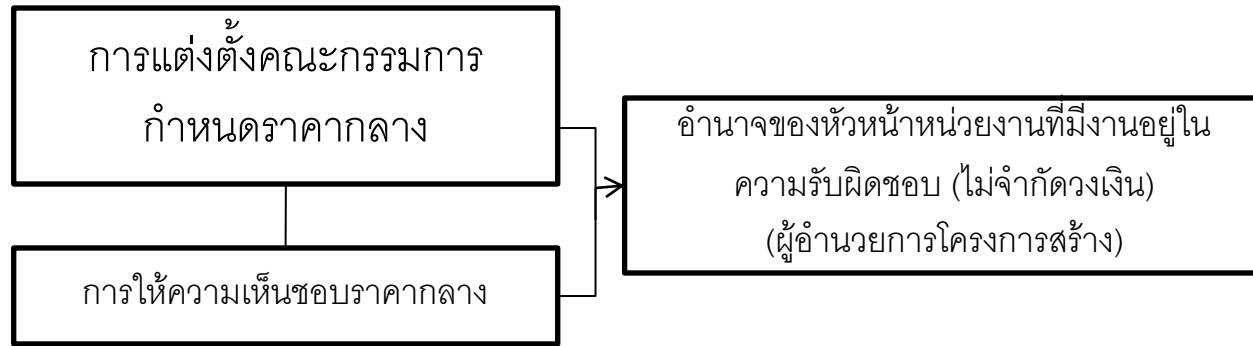 การแต่งตั้งคณะกรรมการ
กำหนดราคากลาง
อำนาจของหัวหน้าหน่วยงานที่มีงานอยู่ใน
ความรับผิดชอบ (ไม่จำกัดวงเงิน)
(ผู้อำนวยการโครงการสร้าง)
การให้ความเห็นชอบราคากลาง